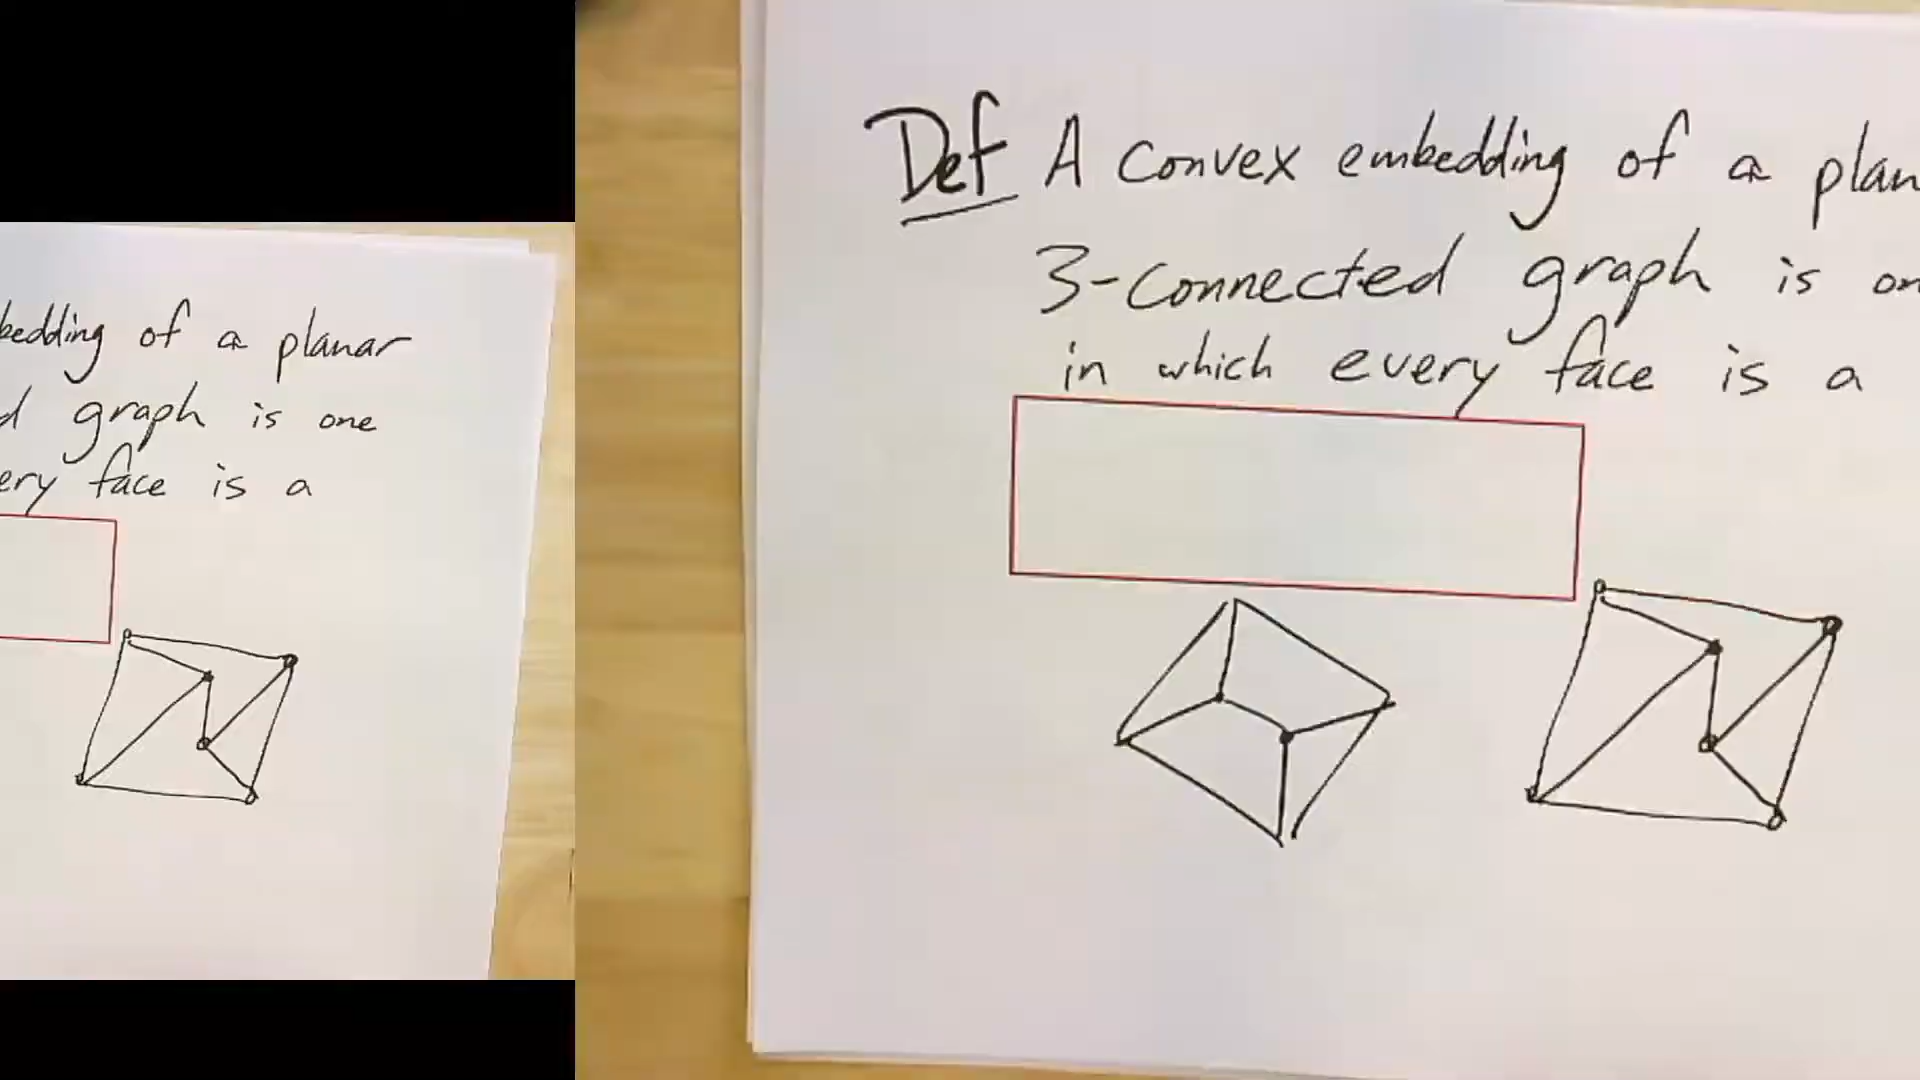 bedding of a planar
d graph is one
ery face is a
Def A convex embedding of a plan
3-connected graph is on
in which every face is a